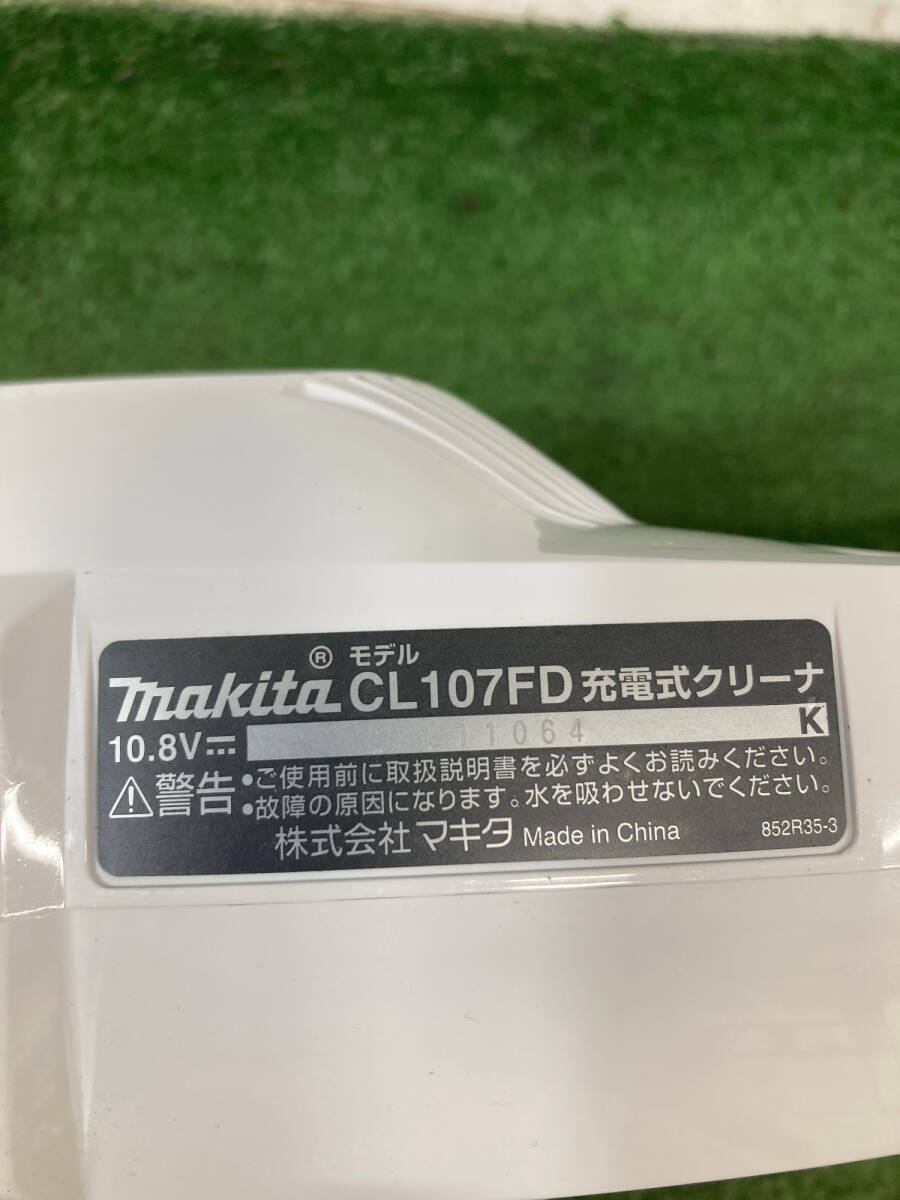 ® モデル
makita CL107FD 充電式クリーナ
10.8V 11064 K
⚠警告 •ご使用前に取扱説明書を必ずよくお読みください。
•故障の原因になります。水を吸わせないでください。
株式会社 マキタ Made in China 852R35-3